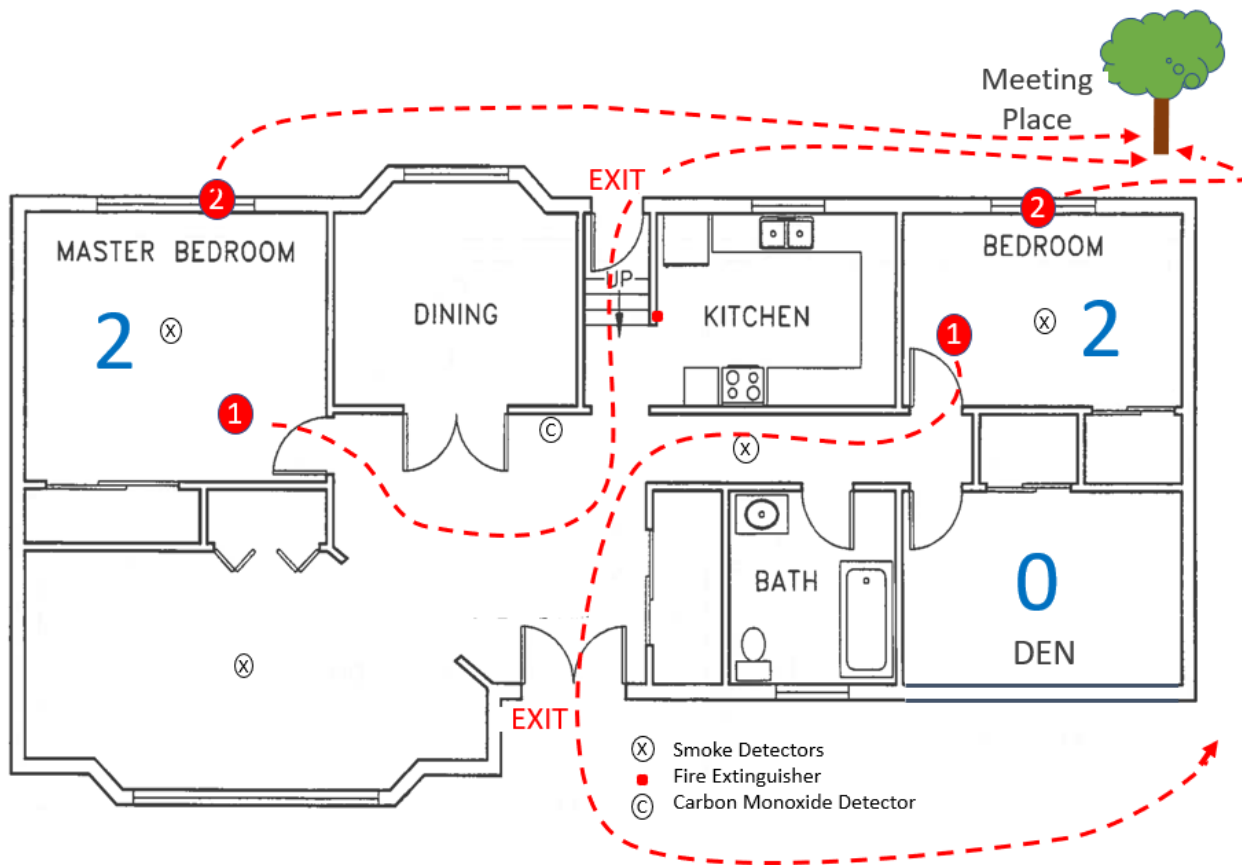 Meeting
Place
EXIT
2
2
MASTER BEDROOM
BEDROOM
UP
DINING
KITCHEN
2
X
X
2
1
1
C
X
BATH
0
DEN
X
EXIT
X Smoke Detectors
Fire Extinguisher
C Carbon Monoxide Detector